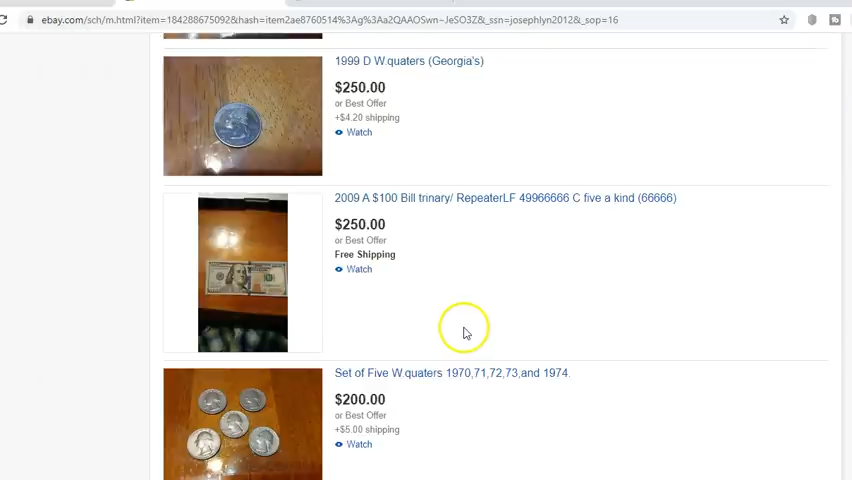 ebay.com/sch/m.html?item=184288675092&hash=item2ae8760514%3Ag%3Aa2QAAOSwn~JeSO3Z&_ssn=josephlyn2012&_sop=16
1999 D W.quaters (Georgia's)
$250.00
or Best Offer
+$4.20 shipping
Watch
2009 A $100 Bill trinary/ RepeaterLF 49966666 C five a kind (66666)
$250.00
or Best Offer
Free Shipping
Watch
Set of Five W.quaters 1970,71,72,73,and 1974.
$200.00
or Best Offer
+$5.00 shipping
Watch